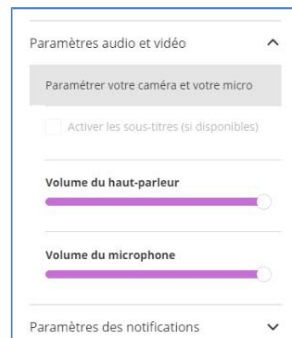 Paramètres audio et vidéo
Paramétrer votre caméra et votre micro
Activer les sous-titres (si disponibles)
Volume du haut-parleur
Volume du microphone
Paramètres des notifications